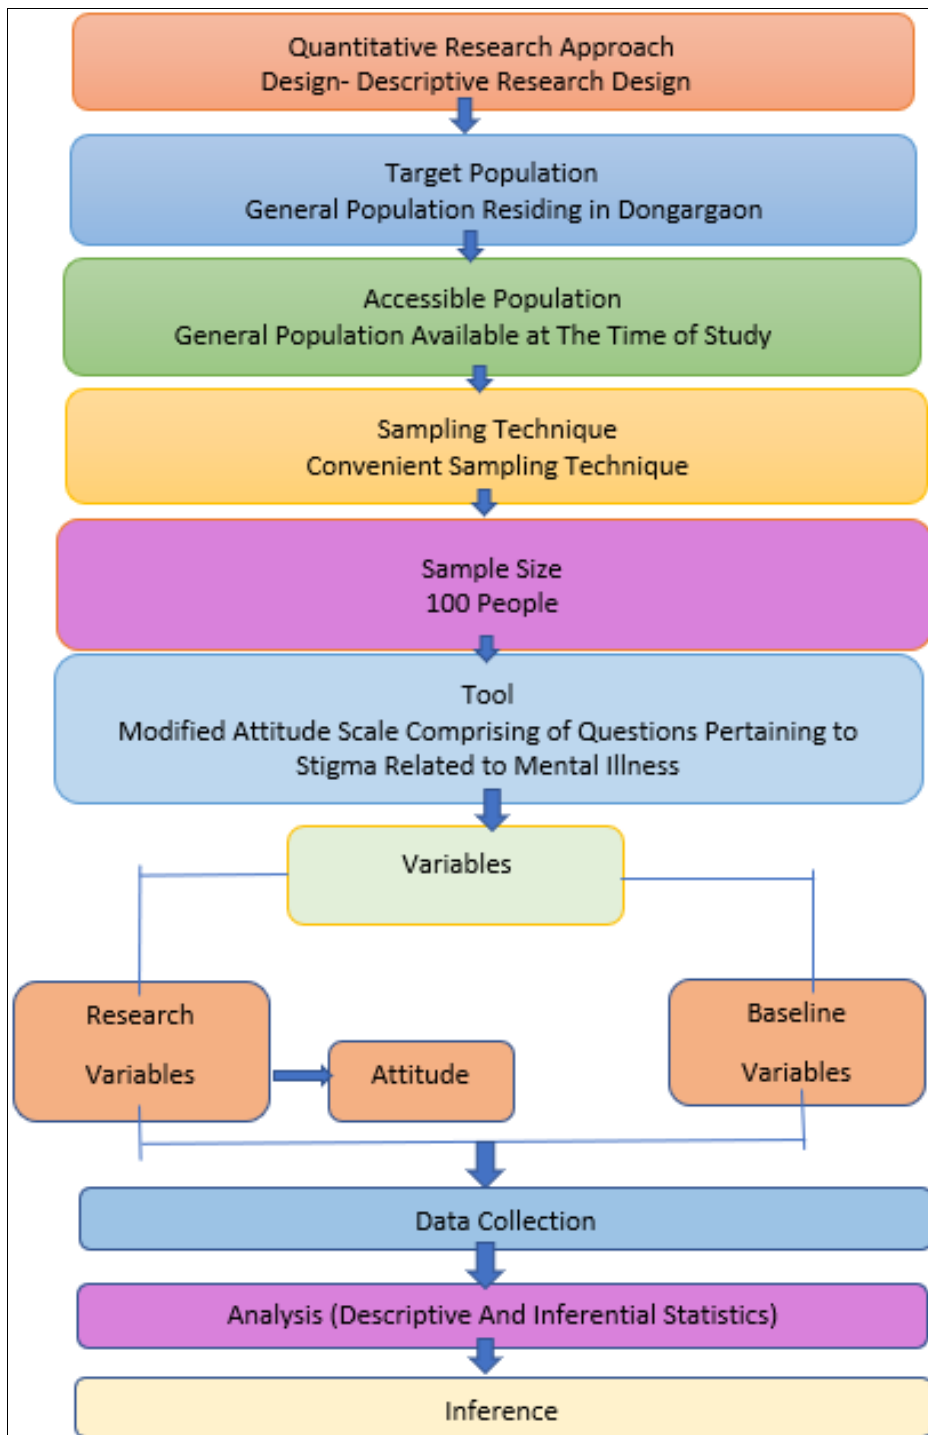 Quantitative Research Approach
Design- Descriptive Research Design
Target Population
General Population Residing in Dongargaon
Accessible Population
General Population Available at The Time of Study
Sampling Technique
Convenient Sampling Technique
Sample Size
100 People
Tool
Modified Attitude Scale Comprising of Questions Pertaining to
Stigma Related to Mental Illness
Variables
Research
Variables
Attitude
Baseline
Variables
Data Collection
Analysis (Descriptive And Inferential Statistics)
Inference